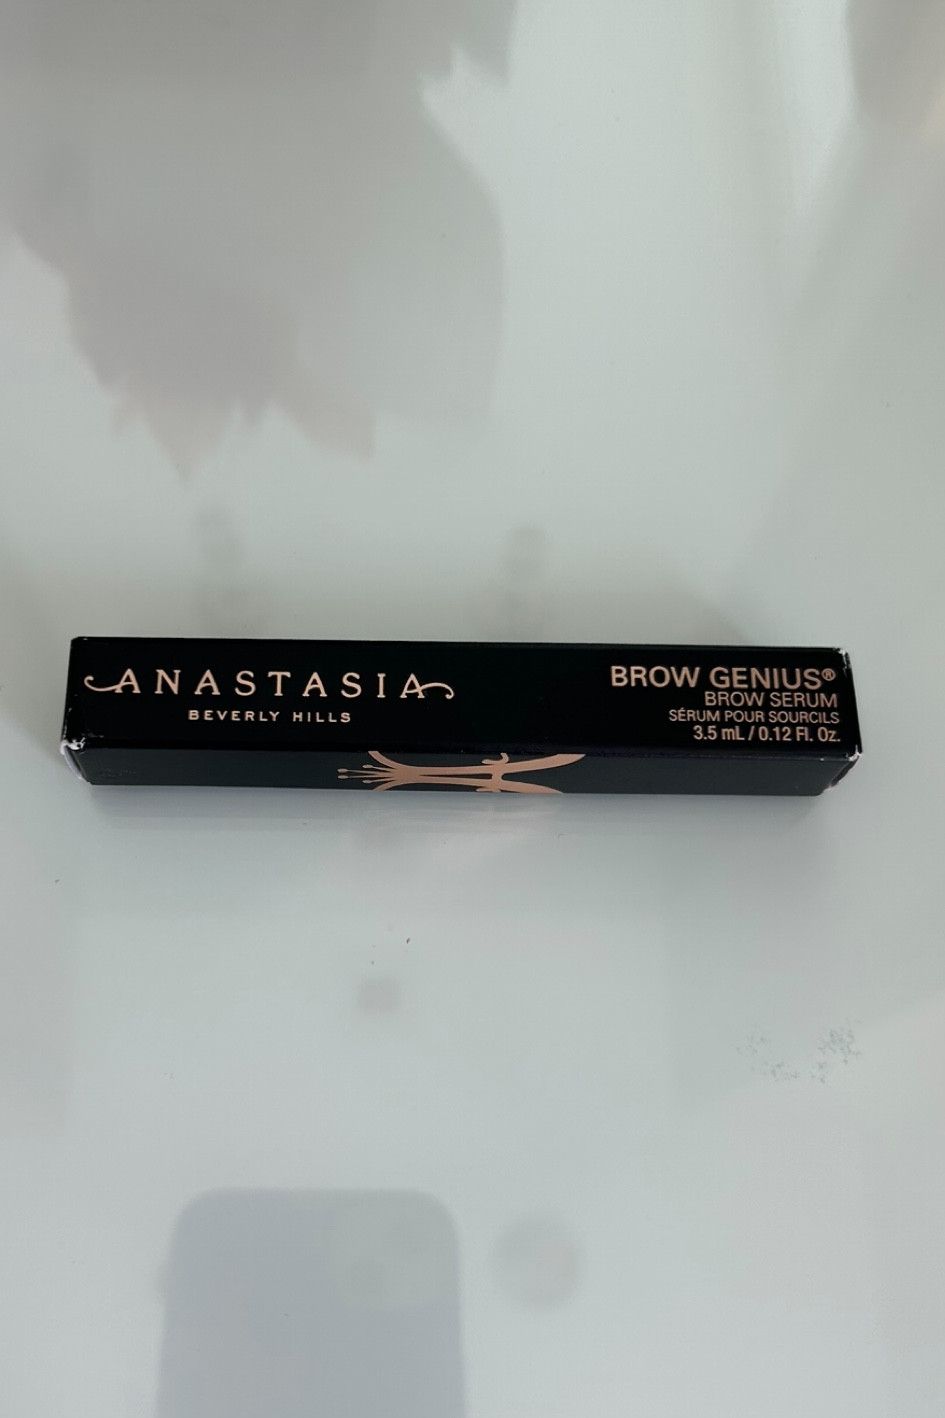 ANASTASIA
BEVERLY HILLS
BROW GENIUS®
BROW SERUM
SÉRUM POUR SOURCILS
3.5 mL / 0.12 Fl. Oz.